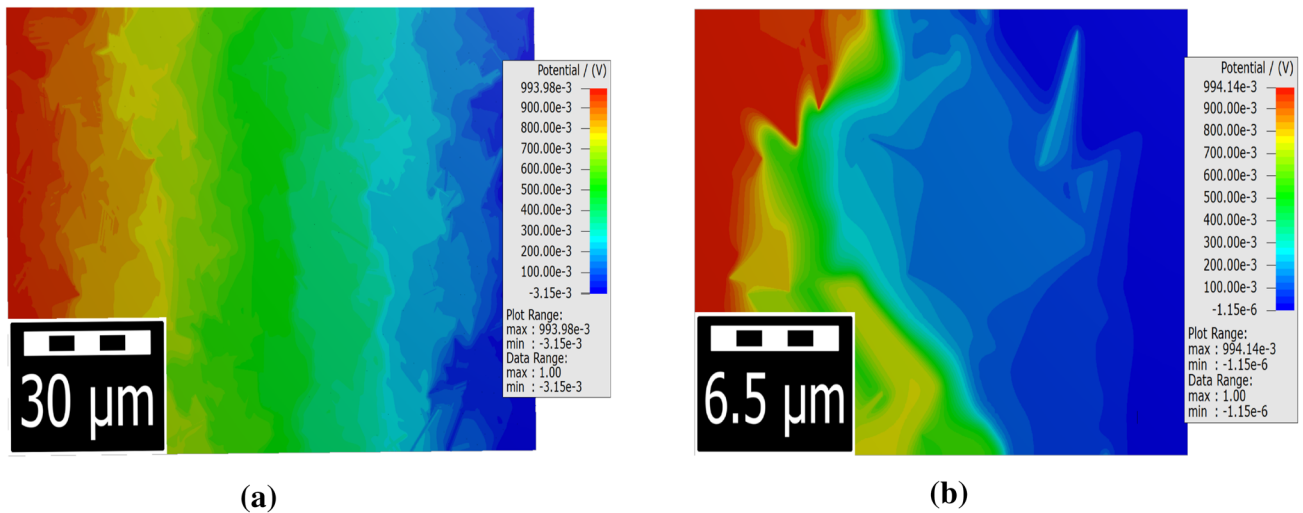 Potential / (V)
993.98e-3
900.00e-3
800.00e-3
700.00e-3
600.00e-3
500.00e-3
400.00e-3
300.00e-3
200.00e-3
100.00e-3
-3.15e-3
Plot Range:
max : 993.98e-3
min : -3.15e-3
Data Range:
max : 1.00
min : -3.15e-3
30 μm
(a)
Potential / (V)
994.14e-3
900.00e-3
800.00e-3
700.00e-3
600.00e-3
500.00e-3
400.00e-3
300.00e-3
200.00e-3
100.00e-3
-1.15e-6
Plot Range:
max : 994.14e-3
min : -1.15e-6
Data Range:
max : 1.00
min : -1.15e-6
6.5 μm
(b)